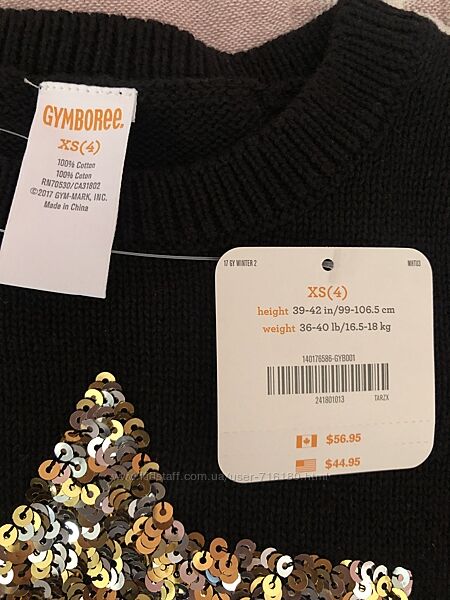 GYMBOREE.
XS(4)
100% Cotton
100% Coton
RN70530/CA31802
©2017 GYM-MARK, INC.
Made in China
17 GY WINTER 2
WHT03
XS(4)
height 39-42 in/99-106.5 cm
weight 36-40 lb/16.5-18 kg
140176586-GYB001
241801013
TARZX
$56.95
$44.95